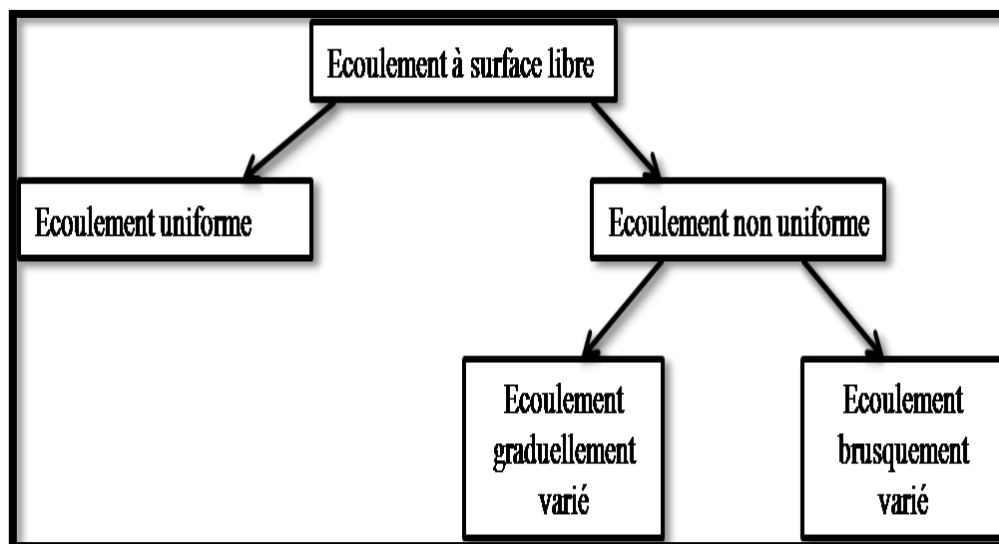 Ecoulement à surface libre
Ecoulement uniforme
Ecoulement non uniforme
Ecoulement
graduellement
varié
Ecoulement
brusquement
varié